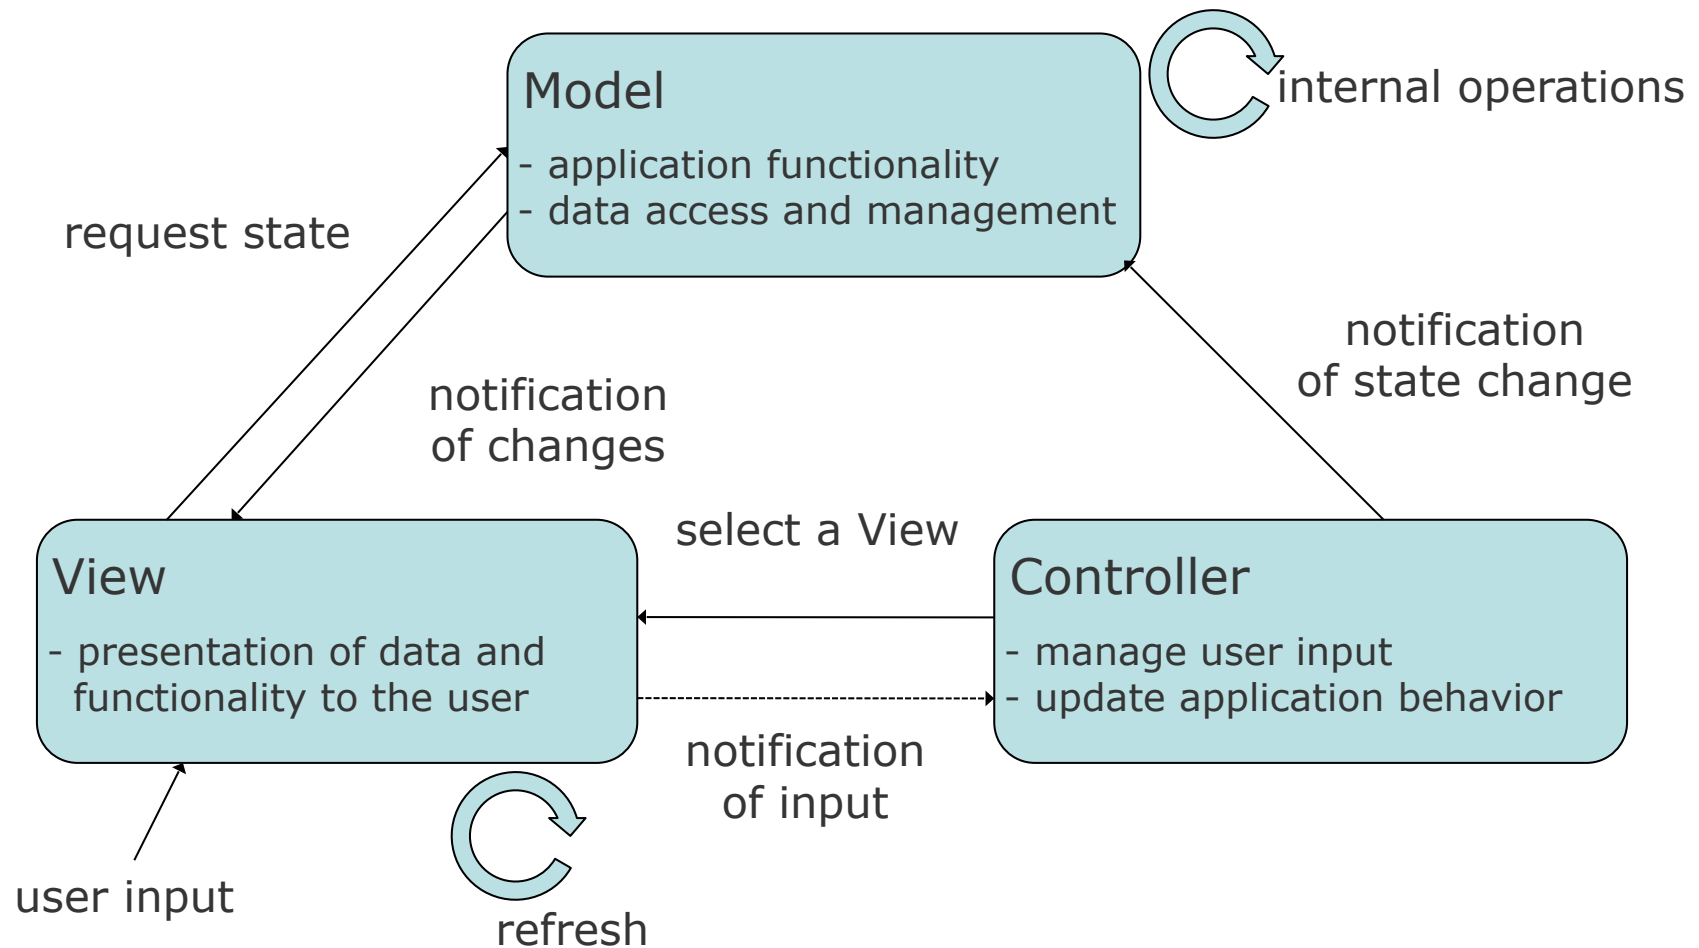 Model
internal operations
- application functionality
- data access and management
request state
notification
of state change
notification
of changes
select a View
View
- presentation of data and
functionality to the user
Controller
- manage user input
- update application behavior
notification
of input
user input
refresh